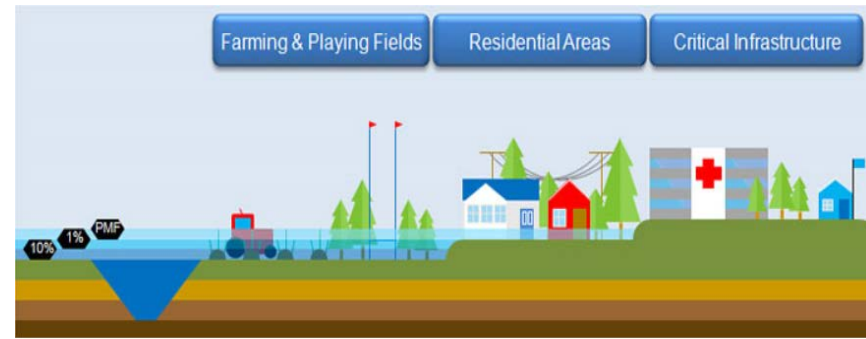 Farming & Playing Fields
Residential Areas
Critical Infrastructure
PMF
1%
10%